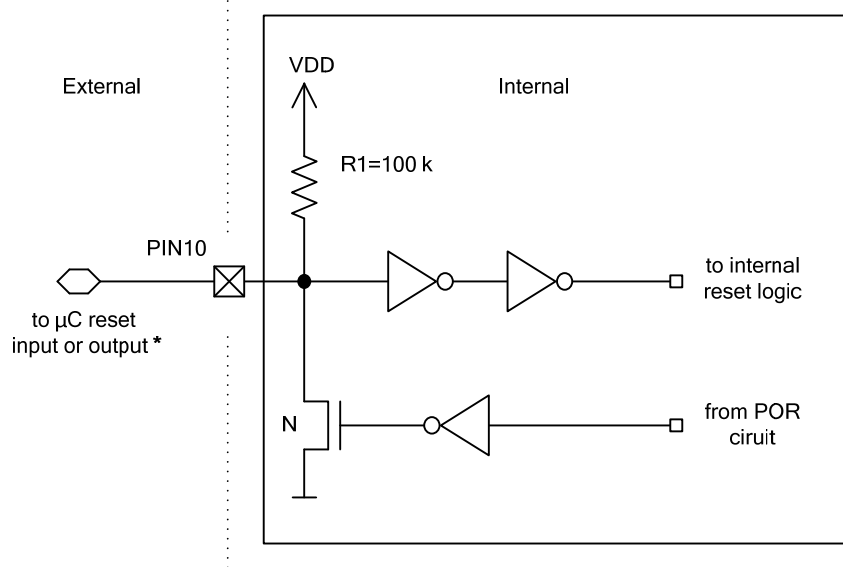 External
Internal
VDD
R1=100 k
PIN10
to internal
reset logic
to µC reset
input or output *
N
from POR
ciruit